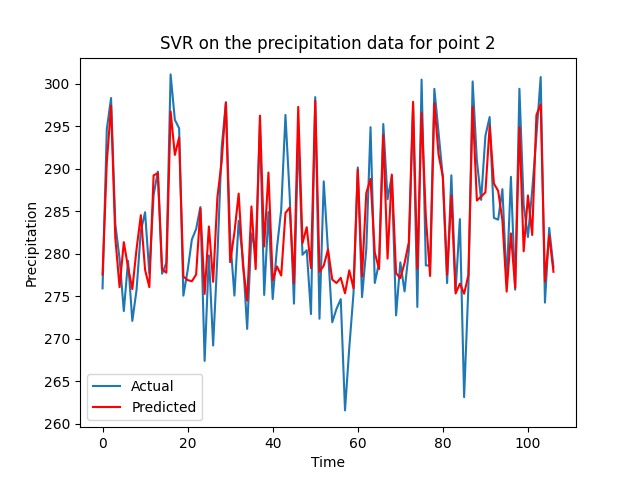 SVR on the precipitation data for point 2
300
295
290
285
280
275
270
265
260
Precipitation
Actual
Predicted
0 20 40 60 80 100
Time